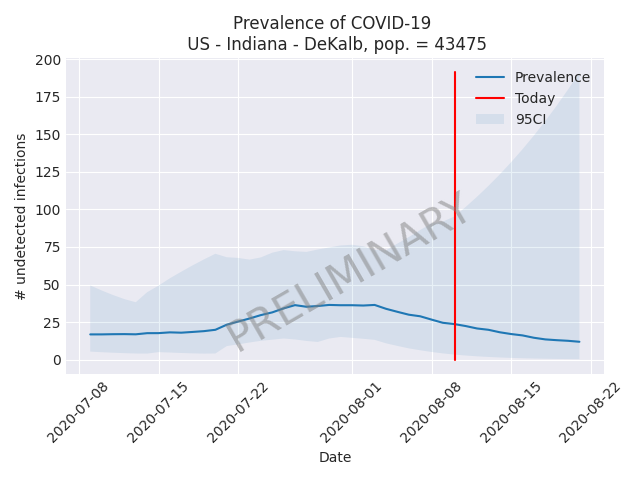 Prevalence of COVID-19
US - Indiana - DeKalb, pop. = 43475
# undetected infections
200
175
150
125
100
75
50
25
0
Prevalence
Today
95CI
PRELIMINARY
2020-07-08
2020-07-15
2020-07-22
2020-08-01
2020-08-08
2020-08-15
2020-08-22
Date